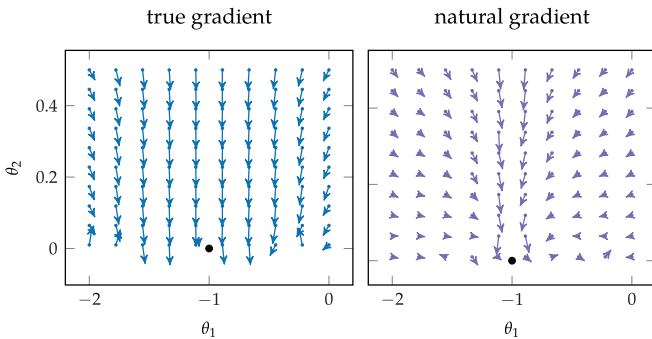 true gradient
natural gradient
θ₂
0.4
0.2
0
−2
−1
0
−2
−1
0
θ₁
θ₁